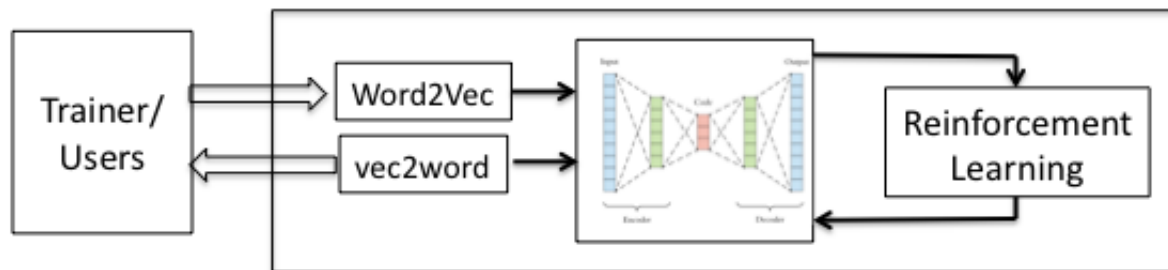 Trainer/
Users
Word2Vec
vec2word
Input
Code
Output
Encoder
Decoder
Reinforcement
Learning